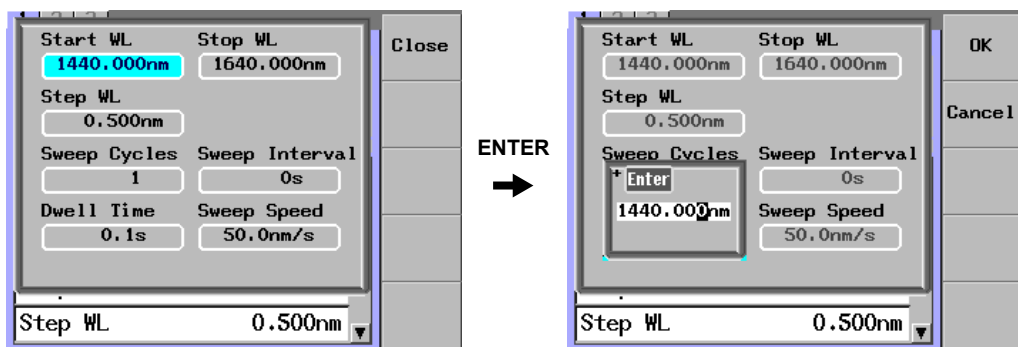 Start WL Stop WL
1440.000nm 1640.000nm
Close
Step WL
0.500nm
Sweep Cycles Sweep Interval
1 0s
Dwell Time Sweep Speed
0.1s 50.0nm/s
Step WL 0.500nm
ENTER
Start WL Stop WL
1440.000nm 1640.000nm
OK
Step WL
0.500nm
Cancel
Sweep Cycles Sweep Interval
0s
Enter
1440.000nm
Sweep Speed
50.0nm/s
Step WL 0.500nm